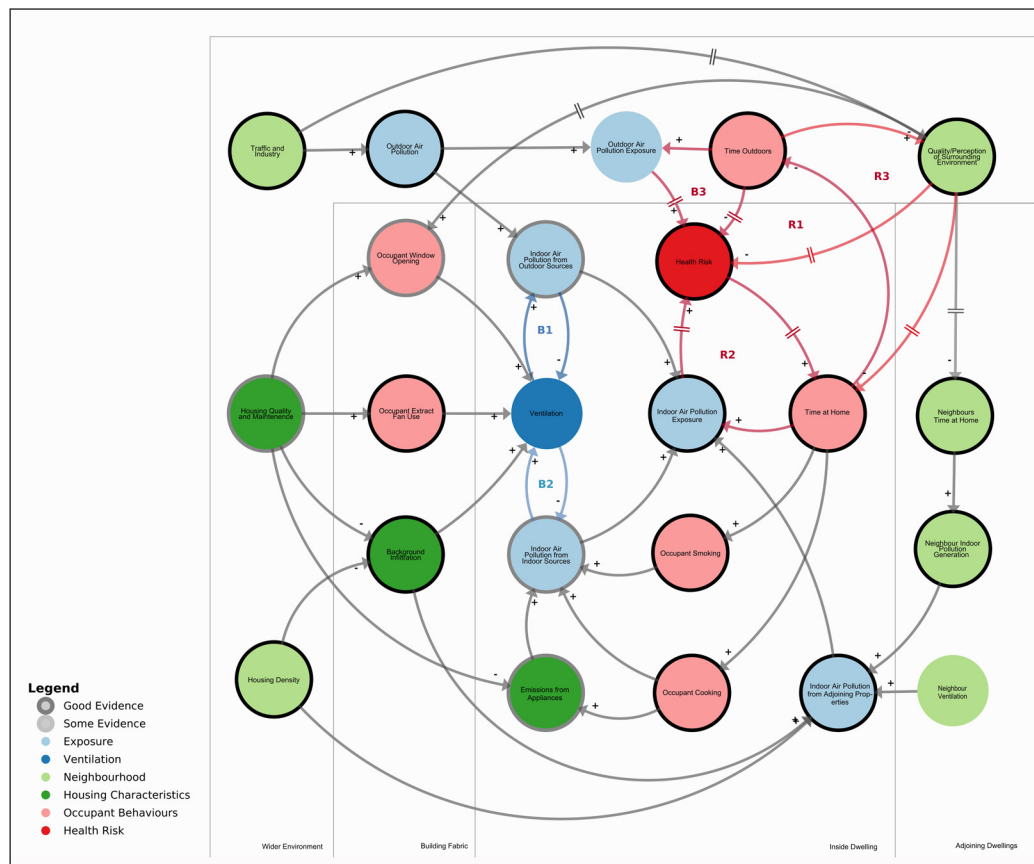 Traffic and
Industry
Outdoor Air
Pollution
Outdoor Air
Pollution Exposure
Time Outdoors
Quality/Perception
of Surrounding
Environment
+
+
+
-
+
-
B3
R3
+
-
R1
+
+
Occupant Window
Opening
Indoor Air
Pollution from
Outdoor Sources
Health Risk
-
+
+
+
B1
-
R2
+
+
+
-
-
Housing Quality
and Maintenence
+
Occupant Extract
Fan Use
+
Ventilation
Indoor Air Pollution
Exposure
+
Time at Home
Neighbours
Time at Home
+
+
B2
-
+
+
+
-
+
-
Background
Infiltration
Indoor Air
Pollution from
Indoor Sources
+
Occupant Smoking
Neighbour Indoor
Pollution
Generation
+
+
+
+
-
Housing Density
Emissions from
Appliances
+
Occupant Cooking
Indoor Air Pollution
from Adjoining Prop-
erties
+
Neighbour
Ventilation
+
Legend
Good Evidence
Some Evidence
Exposure
Ventilation
Neighbourhood
Housing Characteristics
Occupant Behaviours
Health Risk
Wider Environment
Building Fabric
Inside Dwelling
Adjoining Dwellings